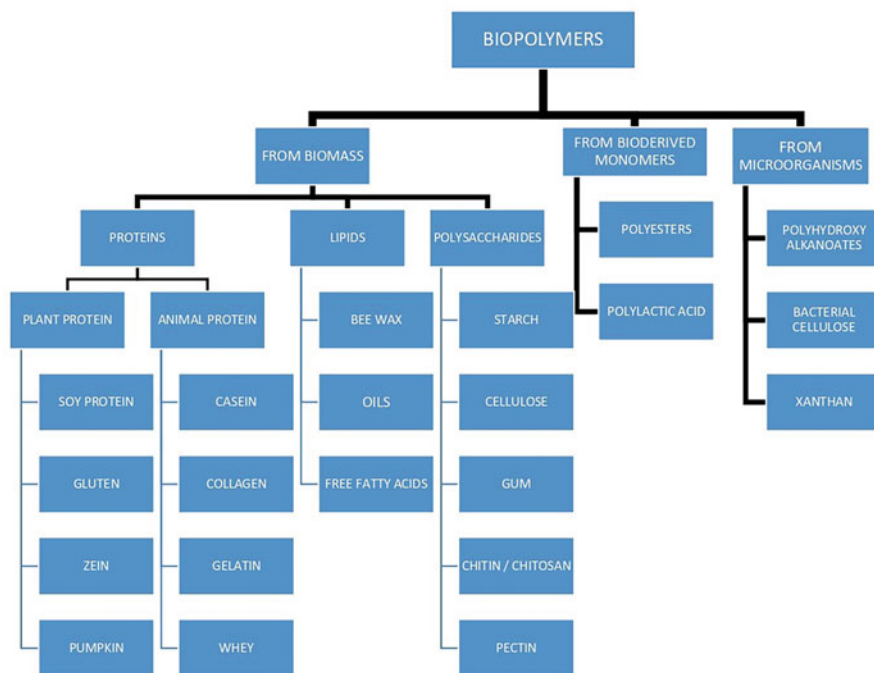 BIOPOLYMERS
FROM BIOMASS
FROM BIODERIVED
MONOMERS
FROM
MICROORGANISMS
PROTEINS
LIPIDS
POLYSACCHARIDES
POLYESTERS
POLYHYDROXY
ALKANOATES
PLANT PROTEIN
ANIMAL PROTEIN
BEE WAX
STARCH
POLYLACTIC ACID
BACTERIAL
CELLULOSE
SOY PROTEIN
CASEIN
OILS
CELLULOSE
XANTHAN
GLUTEN
COLLAGEN
FREE FATTY ACIDS
GUM
ZEIN
GELATIN
CHITIN / CHITOSAN
PUMPKIN
WHEY
PECTIN